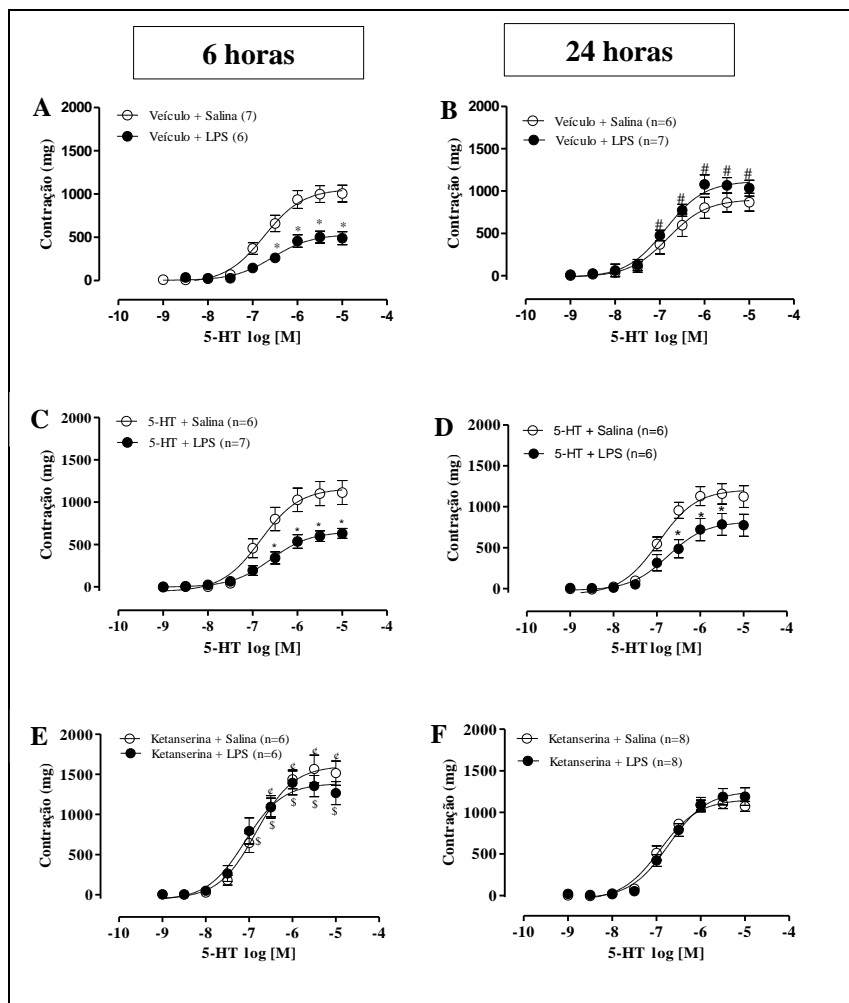 6 horas
24 horas
A
2000
1500
1000
500
0
Contração (mg)
Veículo + Salina (7)
Veículo + LPS (6)
* * * *
-10 -9 -8 -7 -6 -5 -4
5-HT log [M]
B
2000
1500
1000
500
0
Contração (mg)
Veículo + Salina (n=6)
Veículo + LPS (n=7)
# # # # #
-10 -9 -8 -7 -6 -5 -4
5-HT log [M]
C
2000
1500
1000
500
0
Contração (mg)
5-HT + Salina (n=6)
5-HT + LPS (n=7)
* * * *
-10 -9 -8 -7 -6 -5 -4
5-HT log [M]
D
2000
1500
1000
500
0
Contração (mg)
5-HT + Salina (n=6)
5-HT + LPS (n=6)
* * *
-10 -9 -8 -7 -6 -5 -4
5-HT log [M]
E
2000
1500
1000
500
0
Contração (mg)
Ketanserina + Salina (n=6)
Ketanserina + LPS (n=6)
¢ ¢ ¢ ¢
$ $ $ $ $
-10 -9 -8 -7 -6 -5 -4
5-HT log [M]
F
2000
1500
1000
500
0
Contração (mg)
Ketanserina + Salina (n=8)
Ketanserina + LPS (n=8)
-10 -9 -8 -7 -6 -5 -4
5-HT log [M]